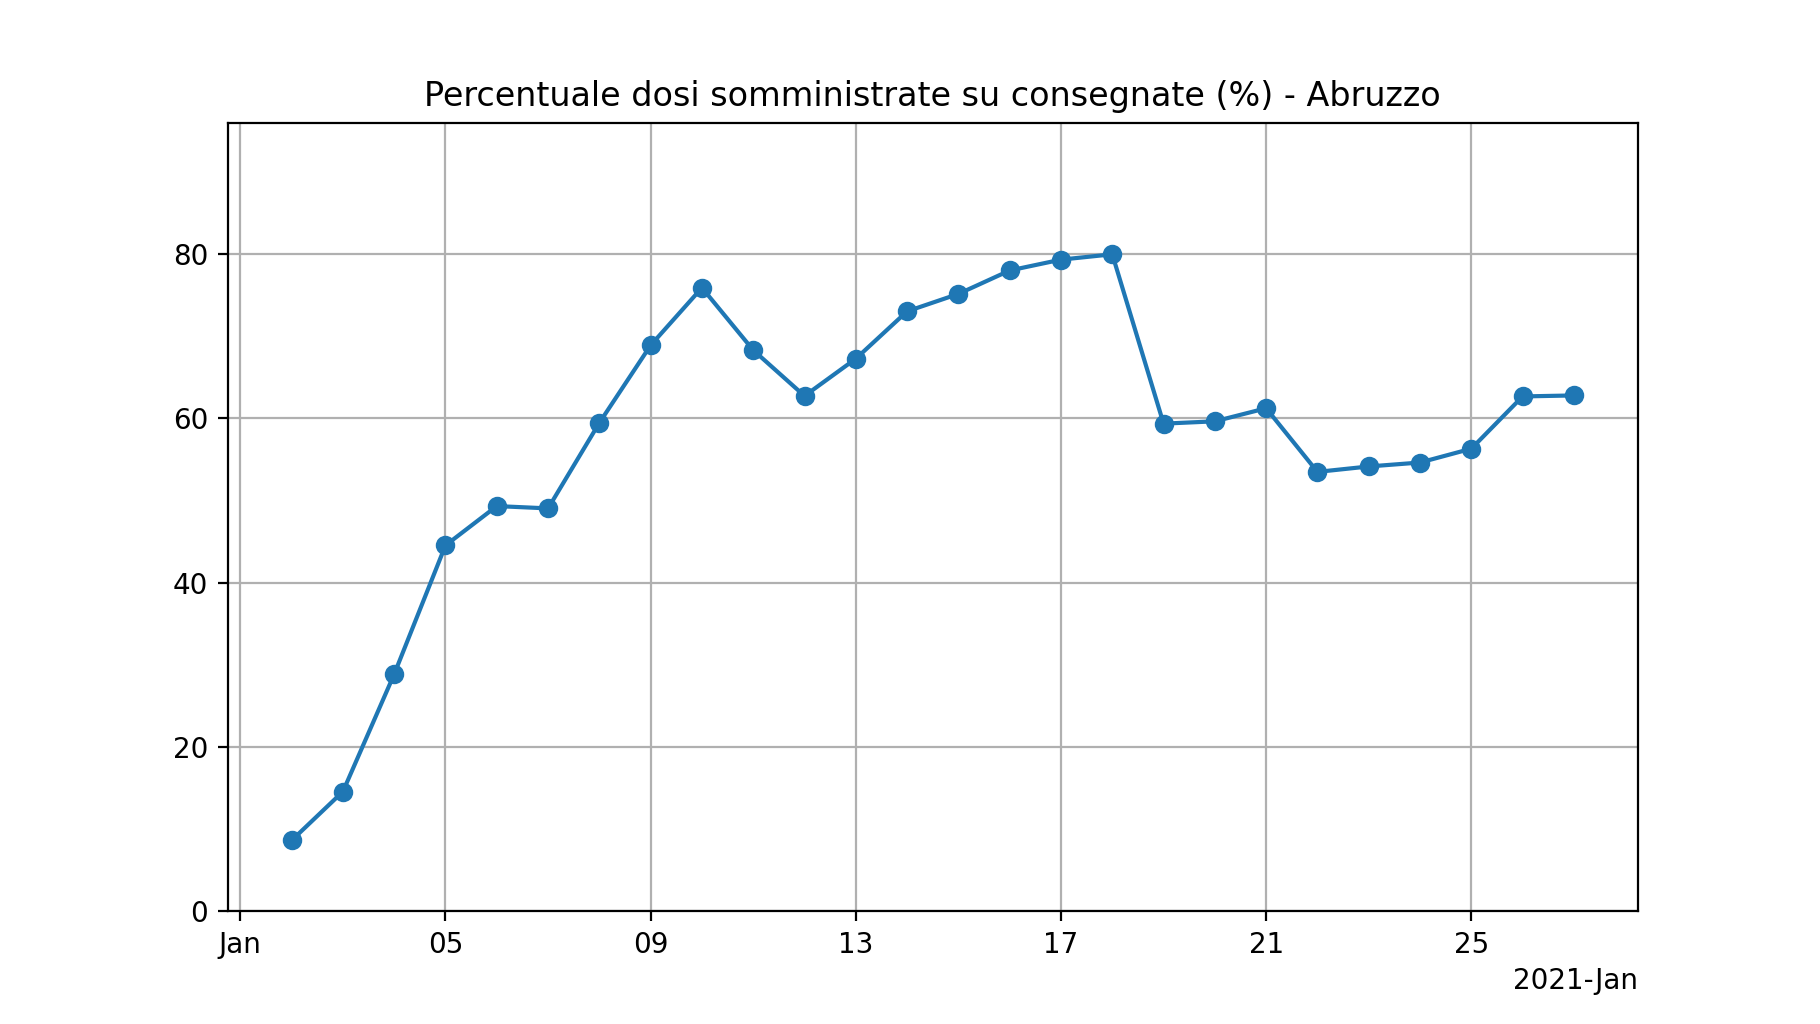 Percentuale dosi somministrate su consegnate (%) - Abruzzo
80
60
40
20
0
Jan 05 09 13 17 21 25
2021-Jan